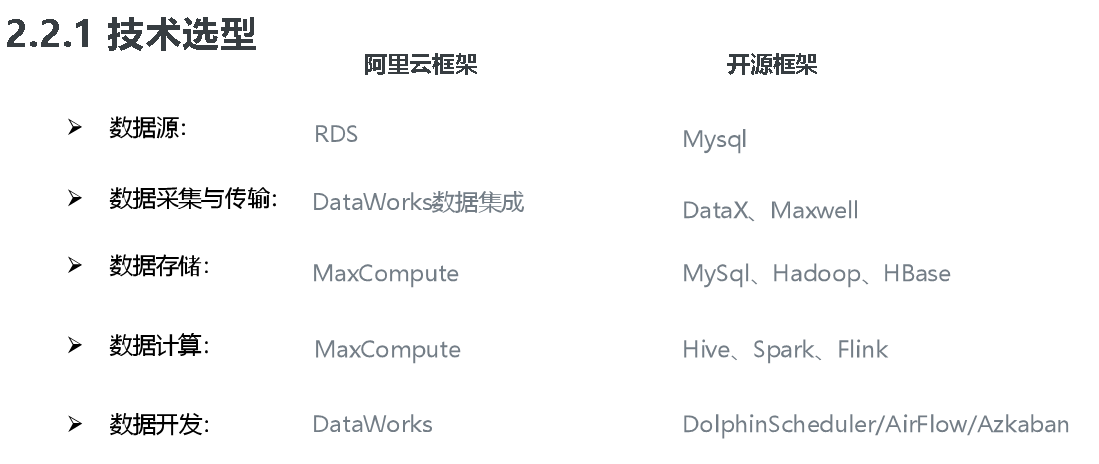 2.2.1 技术选型
阿里云框架 开源框架
➢ 数据源： RDS Mysql
➢ 数据采集与传输： DataWorks数据集成 DataX、Maxwell
➢ 数据存储： MaxCompute MySql、Hadoop、HBase
➢ 数据计算： MaxCompute Hive、Spark、Flink
➢ 数据开发： DataWorks DolphinScheduler/AirFlow/Azkaban